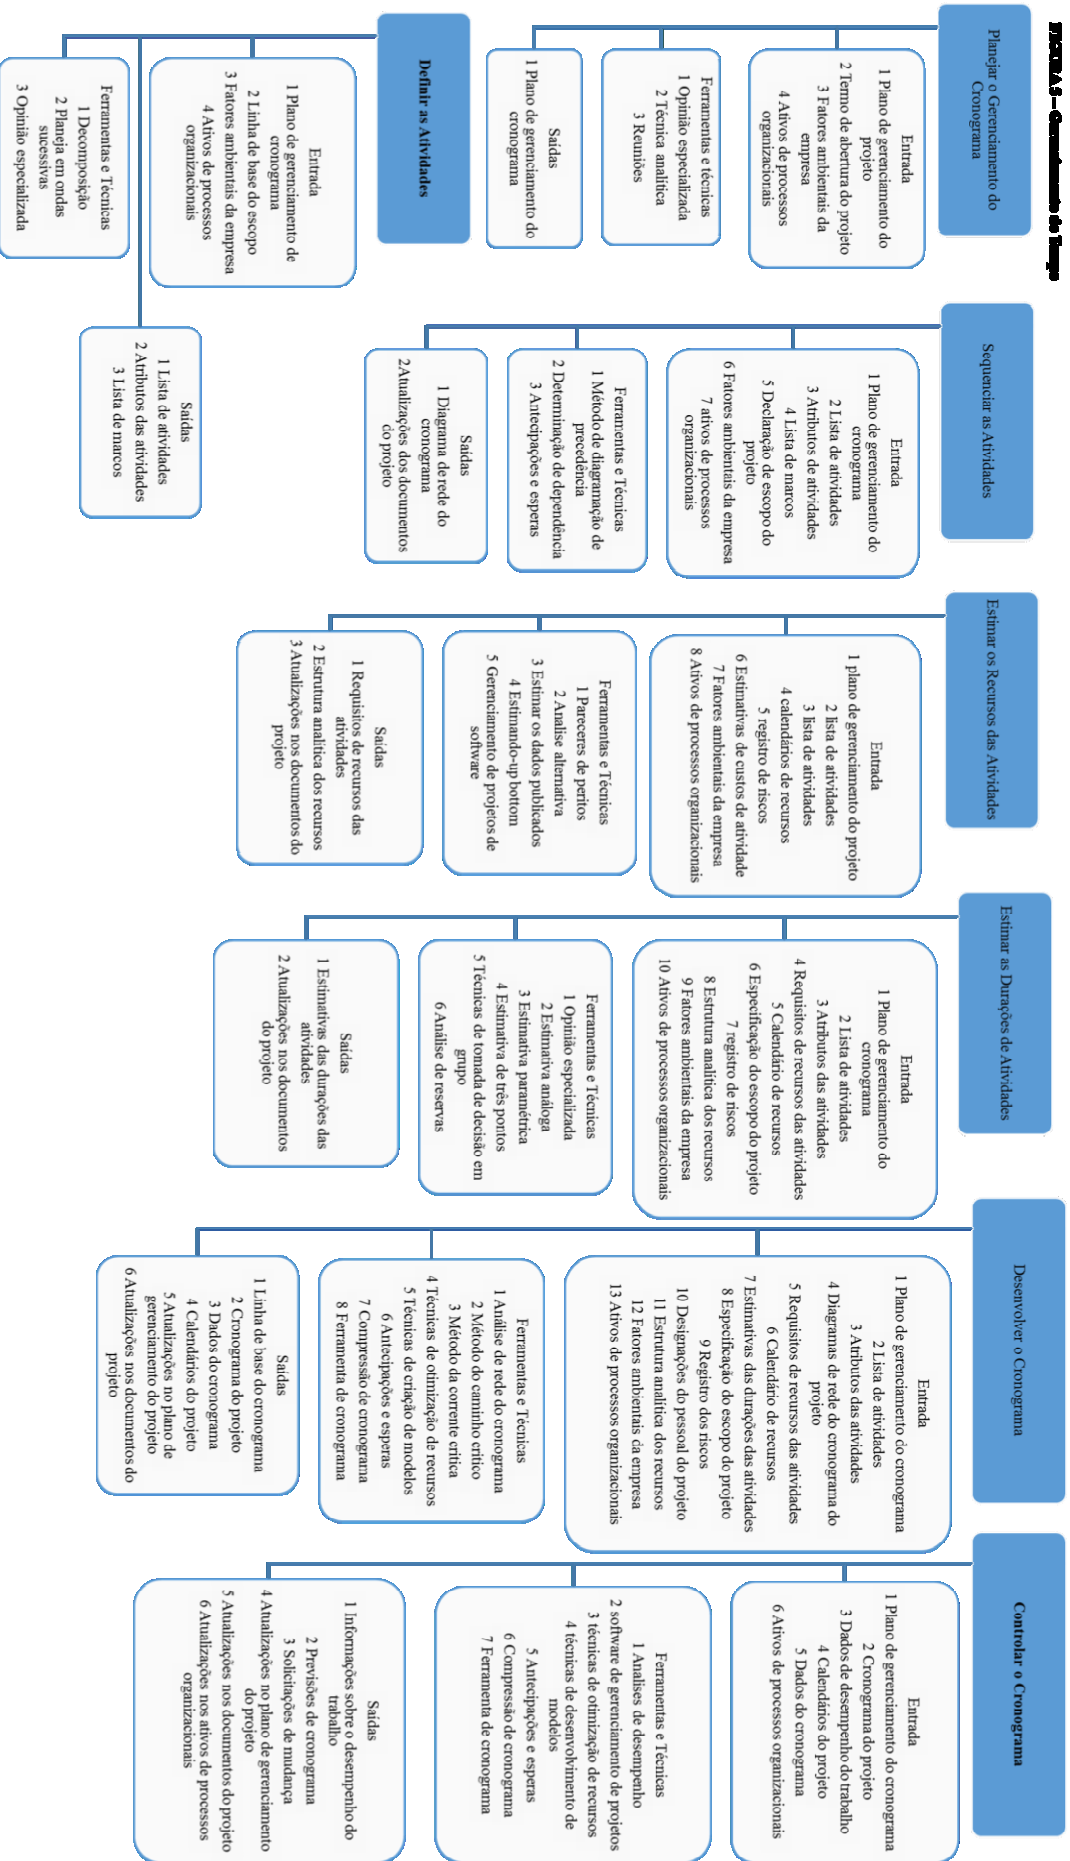 FIGURA 5 – Gerenciamento de Tempo
Planejar o Gerenciamento do
Cronograma
Entrada
1 Plano de gerenciamento do
projeto
2 Termo de abertura do projeto
3 Fatores ambientais da
empresa
4 Ativos de processos
organizacionais
Ferramentas e técnicas
1 Opinião especializada
2 Técnica analítica
3 Reuniões
Saídas
1 Plano de gerenciamento do
cronograma
Definir as Atividades
Entrada
1 Plano de gerenciamento de
cronograma
2 Linha de base do escopo
3 Fatores ambientais da empresa
4 Ativos de processos
organizacionais
Ferramentas e Técnicas
1 Decomposição
2 Planeja em ondas
sucessivas
3 Opinião especializada
Saídas
1 Lista de atividades
2 Atributos das atividades
3 Lista de marcos
Sequenciar as Atividades
Entrada
1 Plano de gerenciamento do
cronograma
2 Lista de atividades
3 Atributos de atividades
4 Lista de marcos
5 Declaração de escopo do
projeto
6 Fatores ambientais da empresa
7 ativos de processos
organizacionais
Ferramentas e Técnicas
1 Método de diagramação de
precedência
2 Determinação de dependência
3 Antecipações e esperas
Saídas
1 Diagrama de rede do
cronograma
2Atualizações dos documentos
do projeto
Estimar os Recursos das Atividades
Entrada
1 plano de gerenciamento do projeto
2 lista de atividades
3 lista de atividades
4 calendários de recursos
5 registro de riscos
6 Estimativas de custos de atividade
7 Fatores ambientais da empresa
8 Ativos de processos organizacionais
Ferramentas e Técnicas
1 Pareceres de peritos
2 Analise alternativa
3 Estimar os dados publicados
4 Estimando-up bottom
5 Gerenciamento de projetos de
software
Saídas
1 Requisitos de recursos das
atividades
2 Estrutura analítica dos recursos
3 Atualizações nos documentos do
projeto
Estimar as Durações de Atividades
Entrada
1 Plano de gerenciamento do
cronograma
2 Lista de atividades
3 Atributos das atividades
4 Requisitos de recursos das atividades
5 Calendário de recursos
6 Especificação do escopo do projeto
7 registro de riscos
8 Estrutura analítica dos recursos
9 Fatores ambientais da empresa
10 Ativos de processos organizacionais
Ferramentas e Técnicas
1 Opinião especializada
2 Estimativa análoga
3 Estimativa paramétrica
4 Estimativa de três pontos
5 Técnicas de tomada de decisão em
grupo
6 Análise de reservas
Saídas
1 Estimativas das durações das
atividades
2 Atualizações nos documentos
do projeto
Desenvolver o Cronograma
Entrada
1 Plano de gerenciamento do cronograma
2 Lista de atividades
3 Atributos das atividades
4 Diagramas de rede do cronograma do
projeto
5 Requisitos de recursos das atividades
6 Calendário de recursos
7 Estimativas das durações das atividades
8 Especificação do escopo do projeto
9 Registro dos riscos
10 Designações do pessoal do projeto
11 Estrutura analítica dos recursos
12 Fatores ambientais da empresa
13 Ativos de processos organizacionais
Ferramentas e Técnicas
1 Análise de rede do cronograma
2 Método do caminho crítico
3 Método da corrente critica
4 Técnicas de otimização de recursos
5 Técnicas de criação de modelos
6 Antecipações e esperas
7 Compressão de cronograma
8 Ferramenta de cronograma
Saídas
1 Linha de base do cronograma
2 Cronograma do projeto
3 Dados do cronograma
4 Calendários do projeto
5 Atualizações no plano de
gerenciamento do projeto
6 Atualizações nos documentos do
projeto
Controlar o Cronograma
Entrada
1 Plano de gerenciamento do cronograma
2 Cronograma do projeto
3 Dados de desempenho do trabalho
4 Calendários do projeto
5 Dados do cronograma
6 Ativos de processos organizacionais
Ferramentas e Técnicas
1 Analises de desempenho
2 software de gerenciamento de projetos
3 técnicas de otimização de recursos
4 técnicas de desenvolvimento de
modelos
5 Antecipações e esperas
6 Compressão de cronograma
7 Ferramenta de cronograma
Saídas
1 Informações sobre o desempenho do
trabalho
2 Previsões de cronograma
3 Solicitações de mudança
4 Atualizações no plano de gerenciamento
do projeto
5 Atualizações nos documentos do projeto
6 Atualizações nos ativos de processos
organizacionais